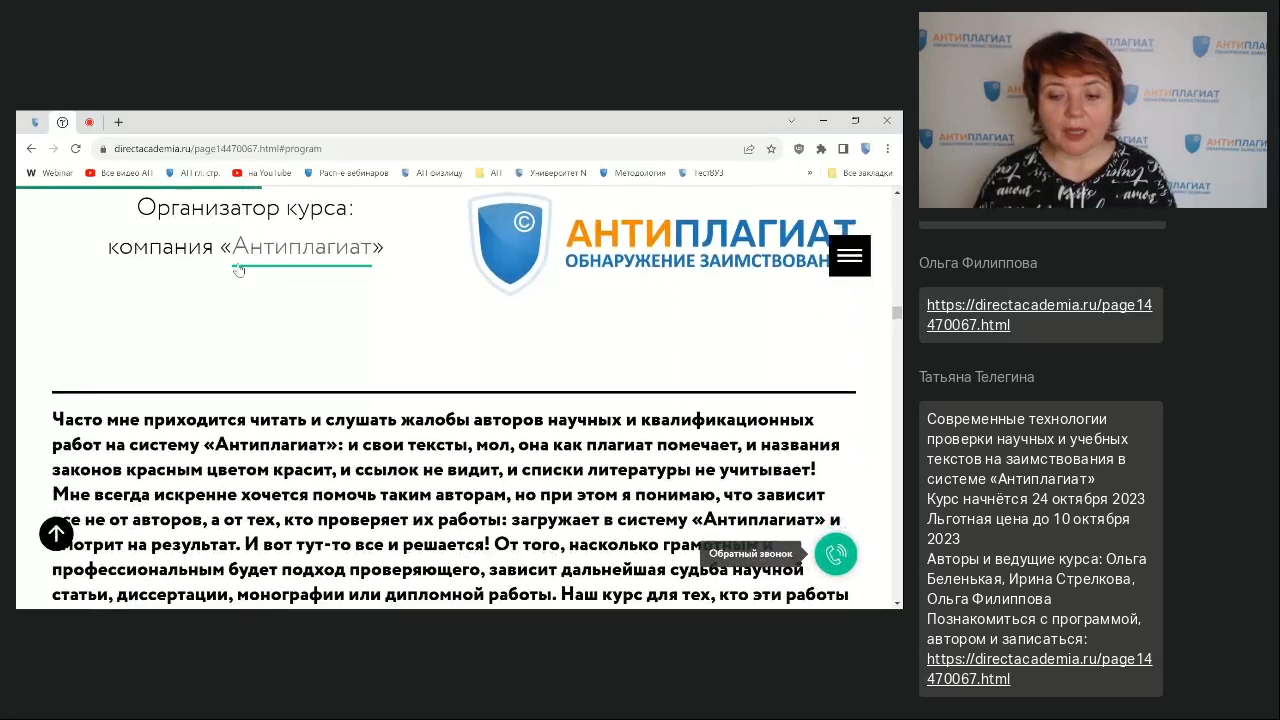 directacademia.ru/page14470067.html#program
Webinar
Все видео АП
АП гл. стр.
на YouTube
Расп-е вебинаров
АП физлицу
АП
Университет N
Методология
ТестВУЗ
»
Все закладки
Организатор курса:
компания «Антиплагиат»
©
АНТИПЛАГИАТ
ОБНАРУЖЕНИЕ ЗАИМСТВОВАН
Часто мне приходится читать и слушать жалобы авторов научных и квалификационных
работ на систему «Антиплагиат»: и свои тексты, мол, она как плагиат помечает, и названия
законов красным цветом красит, и ссылок не видит, и списки литературы не учитывает!
Мне всегда искренне хочется помочь таким авторам, но при этом я понимаю, что зависит
все не от авторов, а от тех, кто проверяет их работы: загружает в систему «Антиплагиат» и
смотрит на результат. И вот тут-то все и решается! От того, насколько грамотным и
профессиональным будет подход проверяющего, зависит дальнейшая судьба научной
статьи, диссертации, монографии или дипломной работы. Наш курс для тех, кто эти работы
Обратный звонок
АНТИПЛАГИАТ
ОБНАРУЖЕНИЕ ЗАИМСТВОВАНИЙ
Ольга Филиппова
https://directacademia.ru/page14
470067.html
Татьяна Телегина
Современные технологии
проверки научных и учебных
текстов на заимствования в
системе «Антиплагиат»
Курс начнётся 24 октября 2023
Льготная цена до 10 октября
2023
Авторы и ведущие курса: Ольга
Беленькая, Ирина Стрелкова,
Ольга Филиппова
Познакомиться с программой,
автором и записаться:
https://directacademia.ru/page14
470067.html